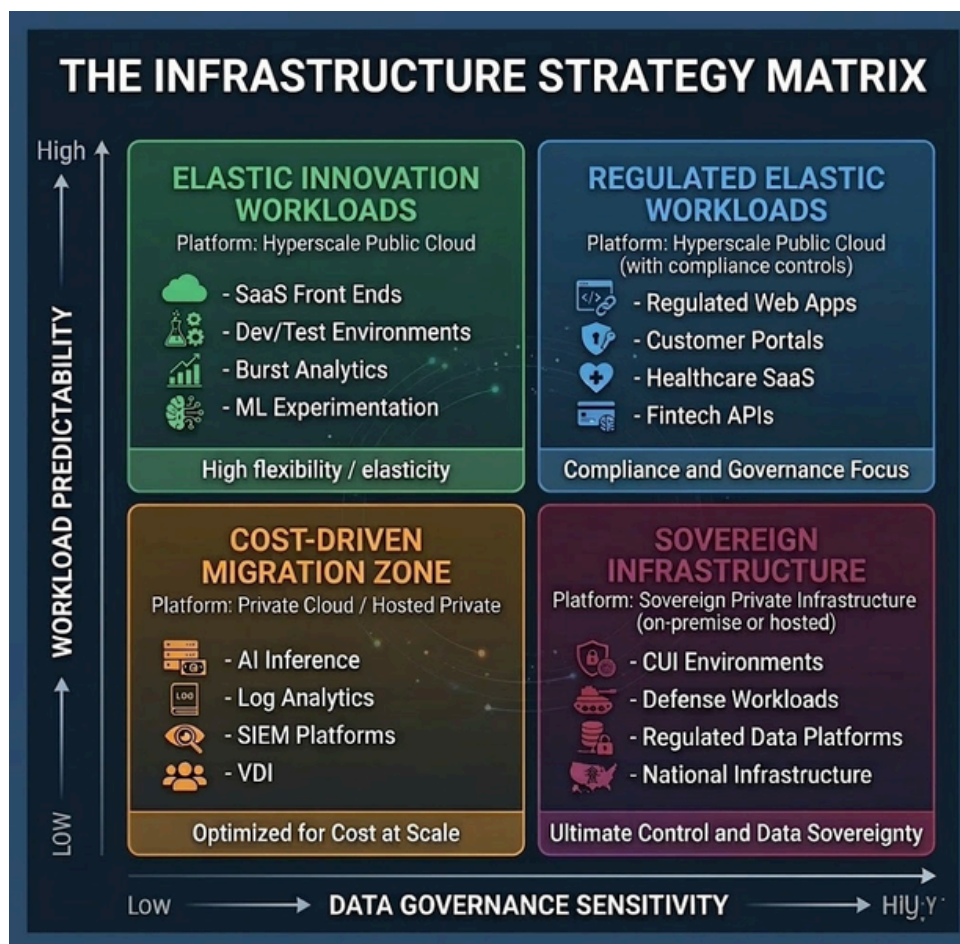 THE INFRASTRUCTURE STRATEGY MATRIX
High
WORKLOAD PREDICTABILITY
LOW
ELASTIC INNOVATION
WORKLOADS
Platform: Hyperscale Public Cloud
- SaaS Front Ends
- Dev/Test Environments
- Burst Analytics
- ML Experimentation
High flexibility / elasticity
REGULATED ELASTIC
WORKLOADS
Platform: Hyperscale Public Cloud
(with compliance controls)
</>
- Regulated Web Apps
- Customer Portals
- Healthcare SaaS
- Fintech APIs
Compliance and Governance Focus
COST-DRIVEN
MIGRATION ZONE
Platform: Private Cloud / Hosted Private
- AI Inference
LOG
- Log Analytics
- SIEM Platforms
- VDI
Optimized for Cost at Scale
SOVEREIGN
INFRASTRUCTURE
Platform: Sovereign Private Infrastructure
(on-premise or hosted)
- CUI Environments
- Defense Workloads
- Regulated Data Platforms
- National Infrastructure
Ultimate Control and Data Sovereignty
Low
DATA GOVERNANCE SENSITIVITY